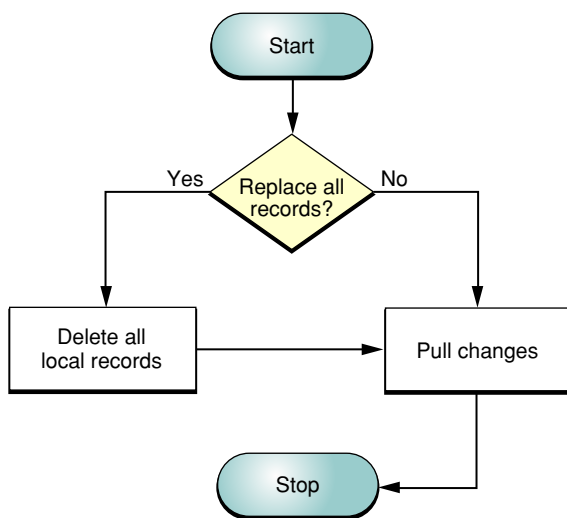 Start
Yes
No
Replace all
records?
Delete all
local records
Pull changes
Stop